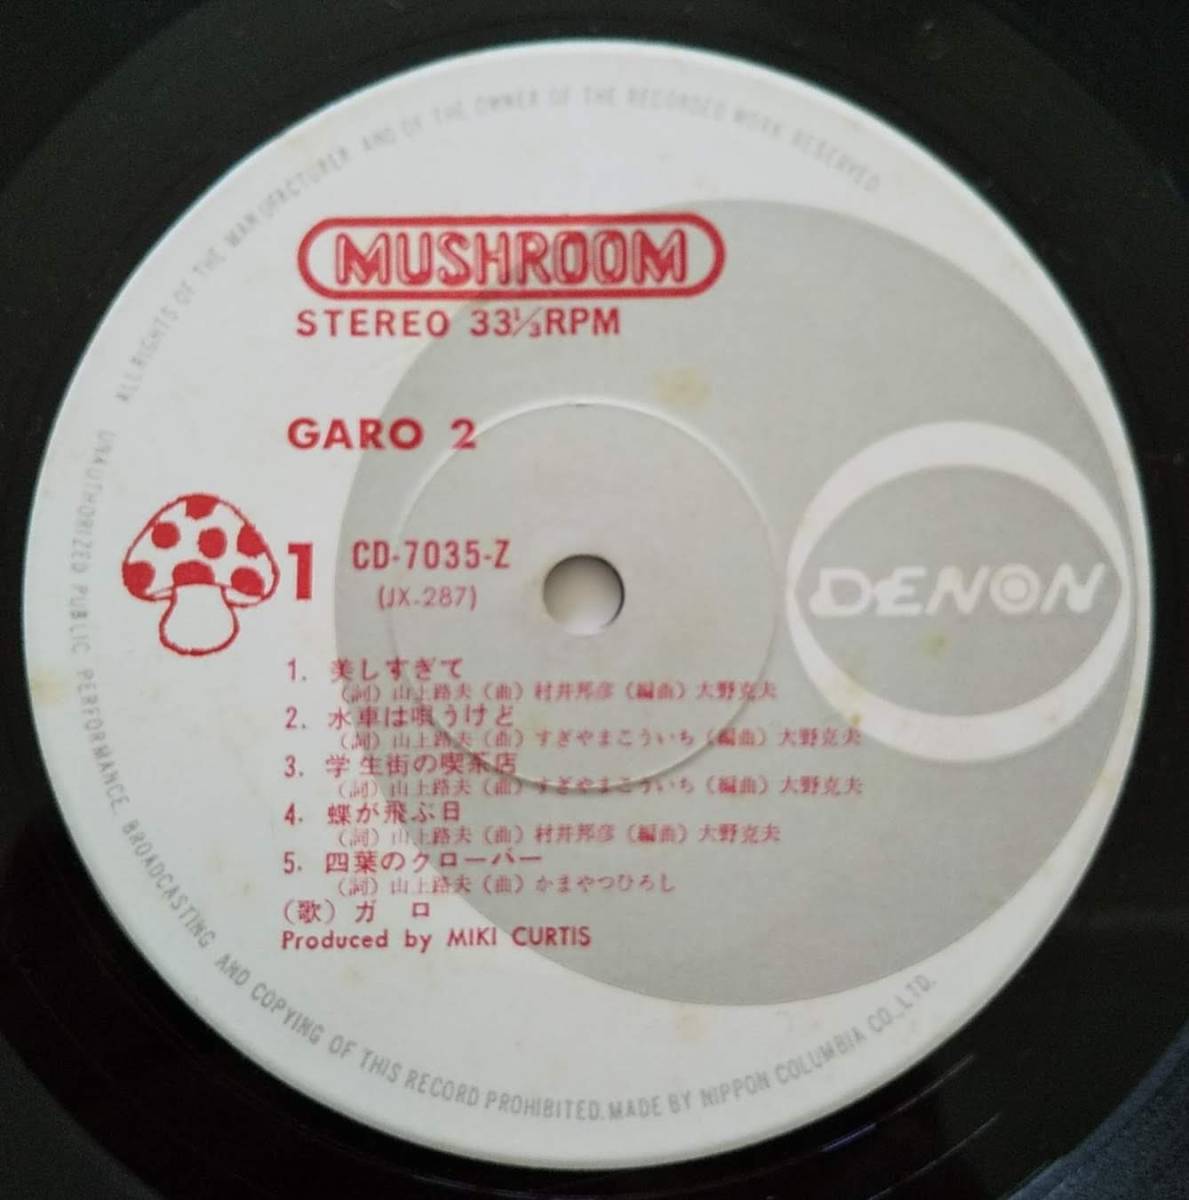 ALL RIGHTS OF THE MANUFACTURER AND OF THE OWNER OF THE RECORDED WORK RESERVED.
MUSHROOM
STEREO 33⅓RPM
GARO 2
1 CD-7035-Z
(JX-287)
DENON
1. 美しすぎて
(詞) 山上路夫 (曲) 村井邦彦 (編曲) 大野克夫
2. 水車は唄うけど
(詞) 山上路夫 (曲) すぎやまこういち (編曲) 大野克夫
3. 学生街の喫茶店
(詞) 山上路夫 (曲) すぎやまこういち (編曲) 大野克夫
4. 蝶が飛ぶ日
(詞) 山上路夫 (曲) 村井邦彦 (編曲) 大野克夫
5. 四葉のクローバー
(詞) 山上路夫 (曲) かまやつひろし
(歌) ガロ
Produced by MIKI CURTIS
UNAUTHORIZED PUBLIC PERFORMANCE, BROADCASTING AND COPYING OF THIS RECORD PROHIBITED. MADE BY NIPPON COLUMBIA CO., LTD.